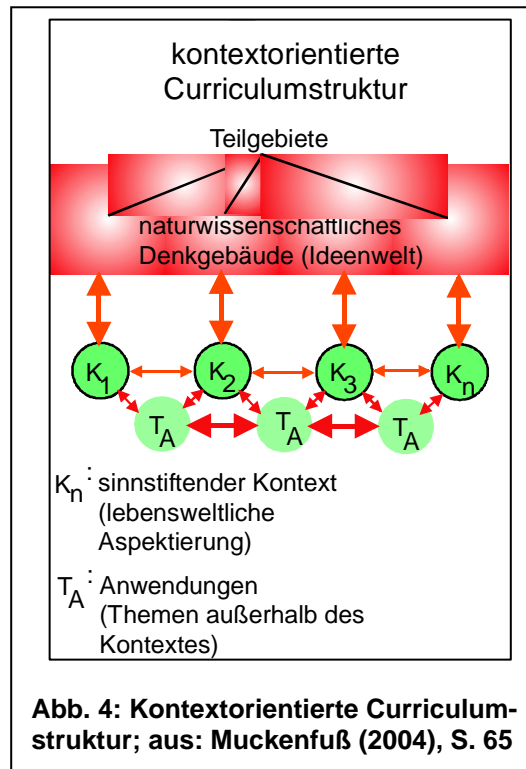 kontextorientierte
Curriculumstruktur
Teilgebiete
naturwissenschaftliches
Denkgebäude (Ideenwelt)
K1 K2 K3 Kn
TA TA TA
Kn: sinnstiftender Kontext
(lebensweltliche
Aspektierung)
TA: Anwendungen
(Themen außerhalb des
Kontextes)
Abb. 4: Kontextorientierte Curriculum-
struktur; aus: Muckenfuß (2004), S. 65